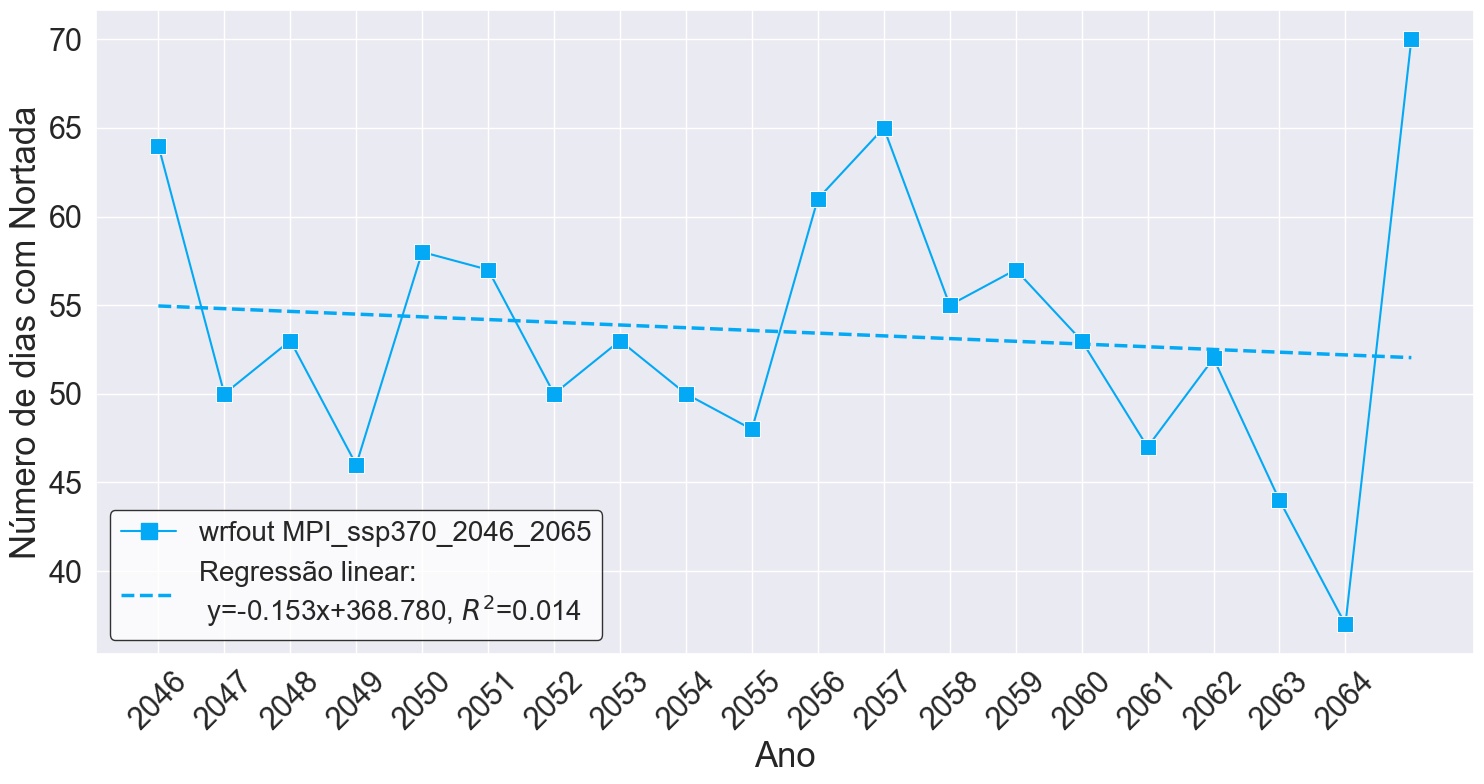 70
65
60
55
50
45
40
Número de dias com Nortada
wrfout MPI_ssp370_2046_2065
Regressão linear:
y=-0.153x+368.780, R²=0.014
2046 2047 2048 2049 2050 2051 2052 2053 2054 2055 2056 2057 2058 2059 2060 2061 2062 2063 2064
Ano